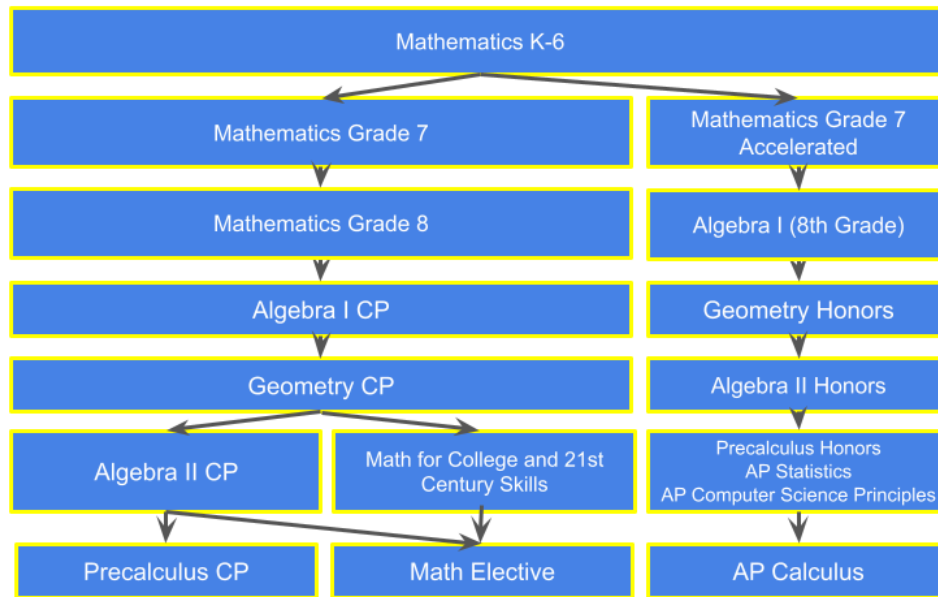 Mathematics K-6
Mathematics Grade 7
Mathematics Grade 7
Accelerated
Mathematics Grade 8
Algebra I (8th Grade)
Algebra I CP
Geometry Honors
Geometry CP
Algebra II Honors
Algebra II CP
Math for College and 21st
Century Skills
Precalculus Honors
AP Statistics
AP Computer Science Principles
Precalculus CP
Math Elective
AP Calculus